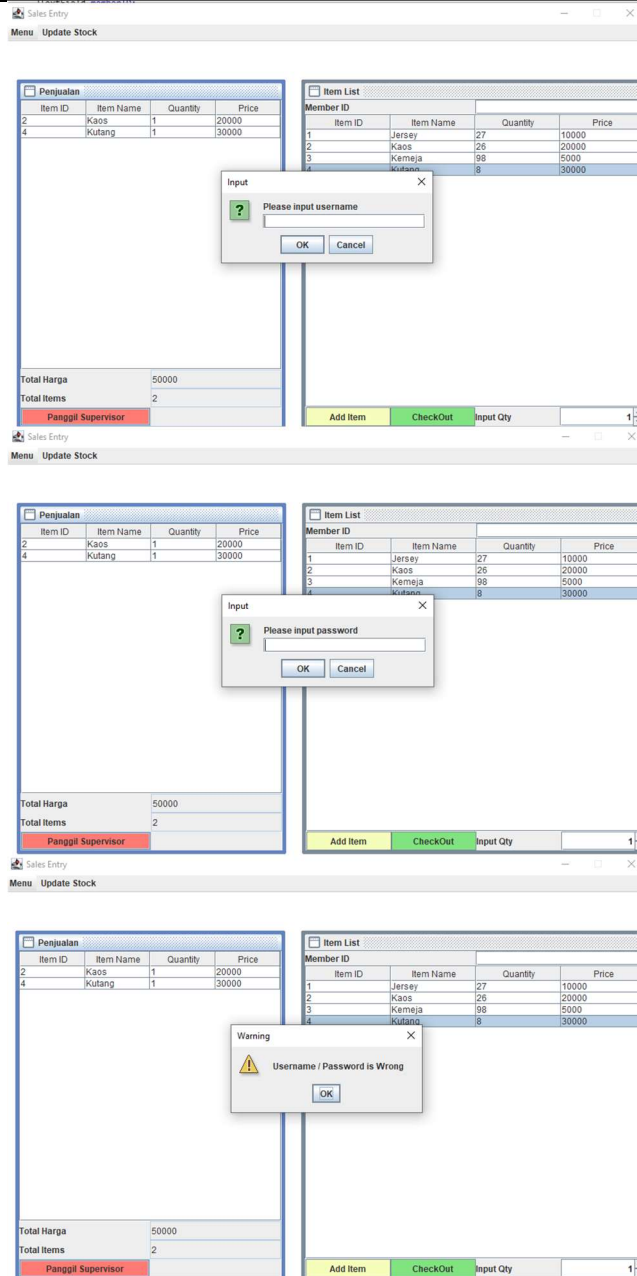 Sales Entry
Menu Update Stock
Penjualan
Item ID Item Name Quantity Price
2 Kaos 1 20000
4 Kutang 1 30000
Item List
Member ID
Item ID Item Name Quantity Price
1 Jersey 27 10000
2 Kaos 26 20000
3 Kemeja 98 5000
4 Kutang 8 30000
Input
Please input username
OK Cancel
Total Harga 50000
Total Items 2
Panggil Supervisor
Add Item CheckOut Input Qty 1
Sales Entry
Menu Update Stock
Penjualan
Item ID Item Name Quantity Price
2 Kaos 1 20000
4 Kutang 1 30000
Item List
Member ID
Item ID Item Name Quantity Price
1 Jersey 27 10000
2 Kaos 26 20000
3 Kemeja 98 5000
4 Kutang 8 30000
Input
Please input password
OK Cancel
Total Harga 50000
Total Items 2
Panggil Supervisor
Add Item CheckOut Input Qty 1
Sales Entry
Menu Update Stock
Penjualan
Item ID Item Name Quantity Price
2 Kaos 1 20000
4 Kutang 1 30000
Item List
Member ID
Item ID Item Name Quantity Price
1 Jersey 27 10000
2 Kaos 26 20000
3 Kemeja 98 5000
4 Kutang 8 30000
Warning
Username / Password is Wrong
OK
Total Harga 50000
Total Items 2
Panggil Supervisor
Add Item CheckOut Input Qty 1